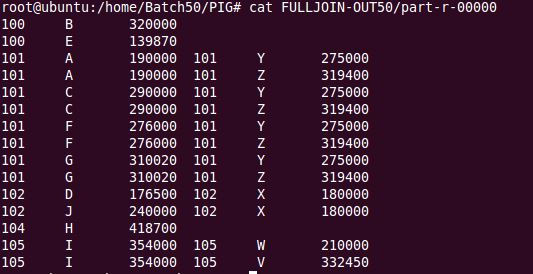 root@ubuntu:/home/Batch50/PIG# cat FULLJOIN-OUT50/part-r-00000
100 B 320000
100 E 139870
101 A 190000 101 Y 275000
101 A 190000 101 Z 319400
101 C 290000 101 Y 275000
101 C 290000 101 Z 319400
101 F 276000 101 Y 275000
101 F 276000 101 Z 319400
101 G 310020 101 Y 275000
101 G 310020 101 Z 319400
102 D 176500 102 X 180000
102 J 240000 102 X 180000
104 H 418700
105 I 354000 105 W 210000
105 I 354000 105 V 332450